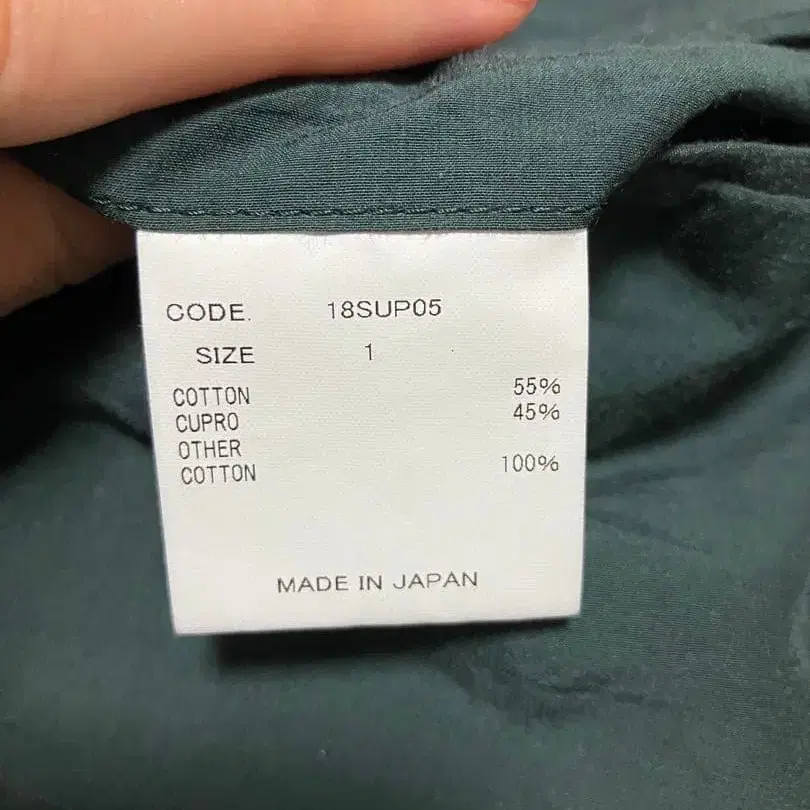 CODE. 18SUP05
SIZE 1
COTTON 55%
CUPRO 45%
OTHER
COTTON 100%
MADE IN JAPAN